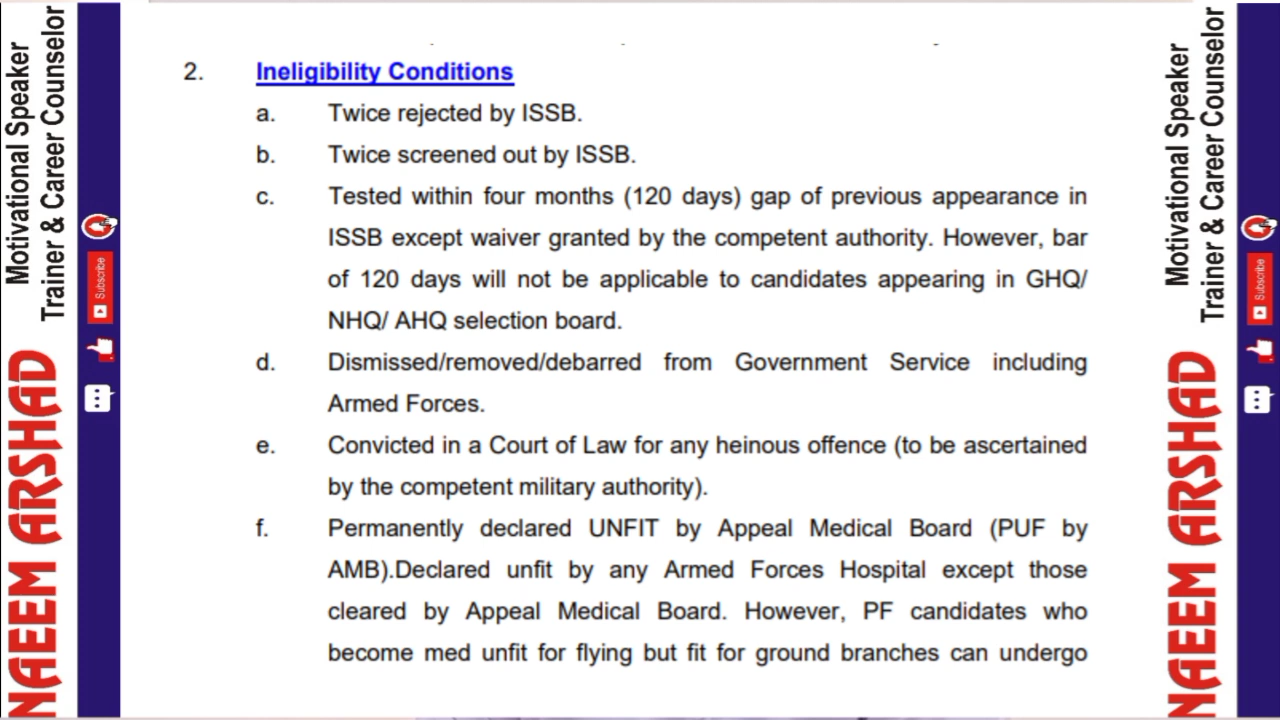 Motivational Speaker
Trainer & Career Counselor
NAEEM ARSHAD
Subscribe
2. Ineligibility Conditions
a. Twice rejected by ISSB.
b. Twice screened out by ISSB.
c. Tested within four months (120 days) gap of previous appearance in
ISSB except waiver granted by the competent authority. However, bar
of 120 days will not be applicable to candidates appearing in GHQ/
NHQ/ AHQ selection board.
d. Dismissed/removed/debarred from Government Service including
Armed Forces.
e. Convicted in a Court of Law for any heinous offence (to be ascertained
by the competent military authority).
f. Permanently declared UNFIT by Appeal Medical Board (PUF by
AMB).Declared unfit by any Armed Forces Hospital except those
cleared by Appeal Medical Board. However, PF candidates who
become med unfit for flying but fit for ground branches can undergo
Motivational Speaker
Trainer & Career Counselor
NAEEM ARSHAD
Subscribe